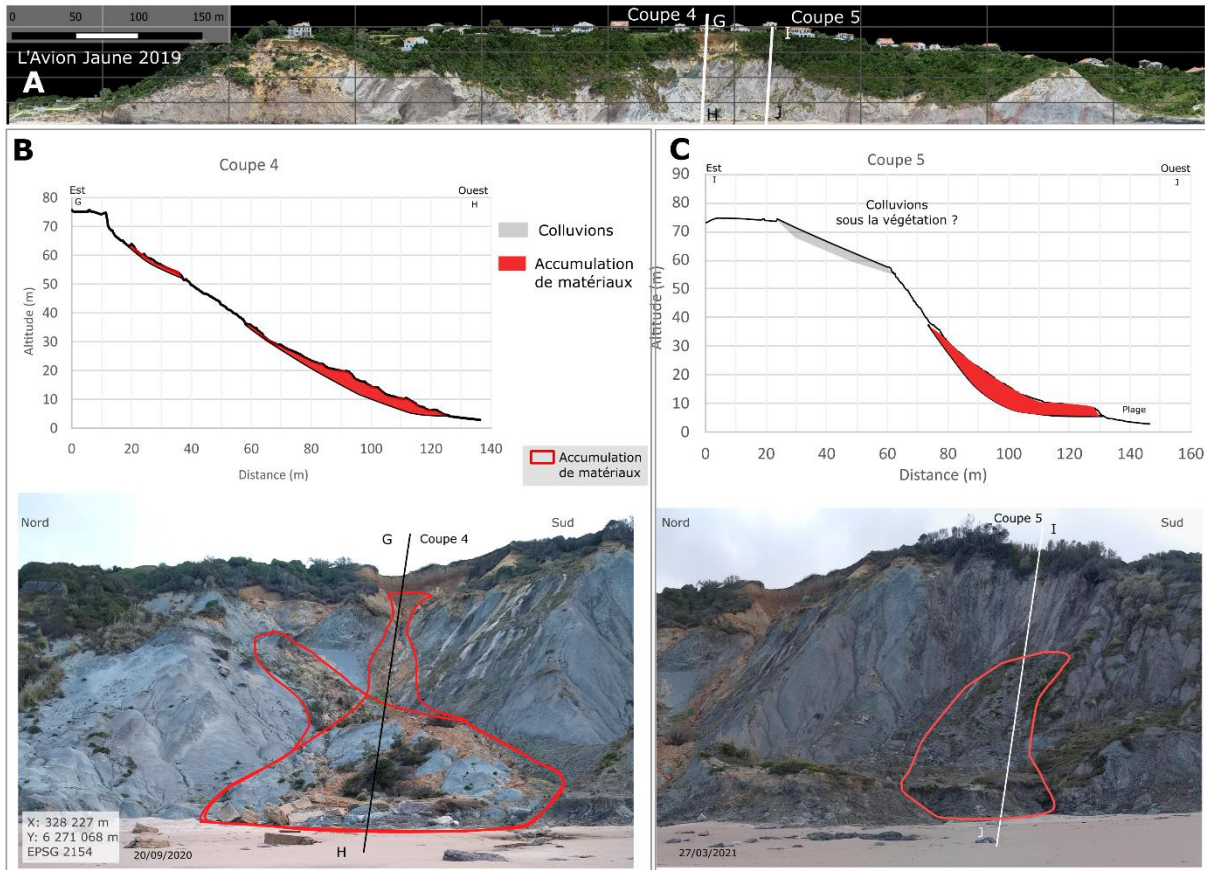 0 50 100 150 m
L'Avion Jaune 2019
A
Coupe 4
G
Coupe 5
I
H
J
B
Coupe 4
Est
G
Ouest
H
80
70
60
50
40
30
20
10
0
Altitude (m)
0 20 40 60 80 100 120 140
Distance (m)
Colluvions
Accumulation
de matériaux
Accumulation
de matériaux
Nord
Sud
G
Coupe 4
H
X: 328 227 m
Y: 6 271 068 m
EPSG 2154
20/09/2020
C
Coupe 5
Est
I
Ouest
J
90
80
70
60
50
40
30
20
10
0
Altitude (m)
Colluvions
sous la végétation ?
Plage
0 20 40 60 80 100 120 140 160
Distance (m)
Nord
Sud
Coupe 5
I
J
27/03/2021